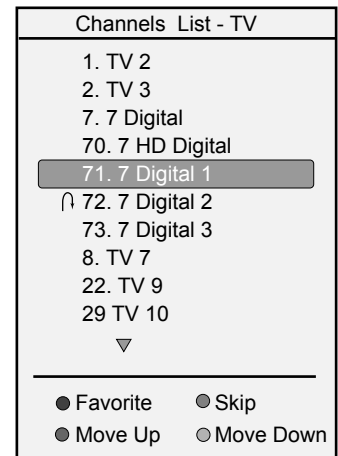 Channels List - TV
1. TV 2
2. TV 3
7. 7 Digital
70. 7 HD Digital
71. 7 Digital 1
72. 7 Digital 2
73. 7 Digital 3
8. TV 7
22. TV 9
29 TV 10
Favorite Skip
Move Up Move Down